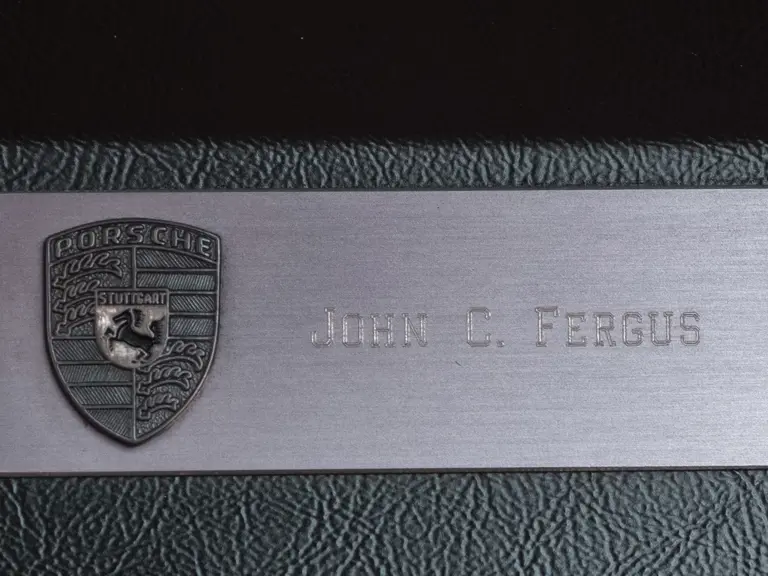 PORSCHE
STUTTGART
JOHN C. FERGUS